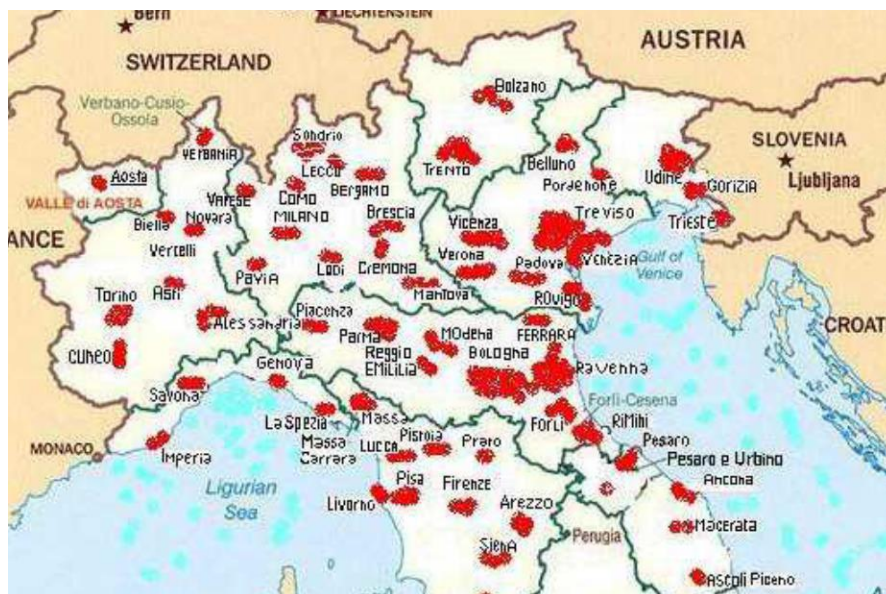 Bern
LIECHTENSTEIN
AUSTRIA
SWITZERLAND
Bolzano
Verbano-Cusio-
Ossola
Sondrio
SLOVENIA
VERBANIA
LECCO
TRENTO
Belluno
Aosta
BERGAMO
Pordenone
Udine
GORIZIA
Ljubljana
VALLE di AOSTA
VARESE
COMO
Biella
Novara
MILANO
Brescia
Vicenza
TREVISO
Trieste
ANCE
Vercelli
Verona
Padova
VENEZIA
Gulf of
Venice
PAVIA
LODI
Cremona
Asti
Mantova
ROVIGO
Torino
Piacenza
Alessandria
MOdena
FERRARA
CROAT
Parma
CUNEO
Reggio
EMILILIA
BOLOGNA
Ravenna
Genova
Savona
Forli-Cesena
La Spezia
Massa
FORLI
RiMiNi
MONACO
Imperia
Massa
Carrara
LUCCA
Pistoia
Prato
Pesaro
Pesaro e Urbino
Ligurian
Sea
Pisa
Firenze
Ancona
Livorno
Arezzo
Macerata
Perugia
Siena
Ascoli Piceno